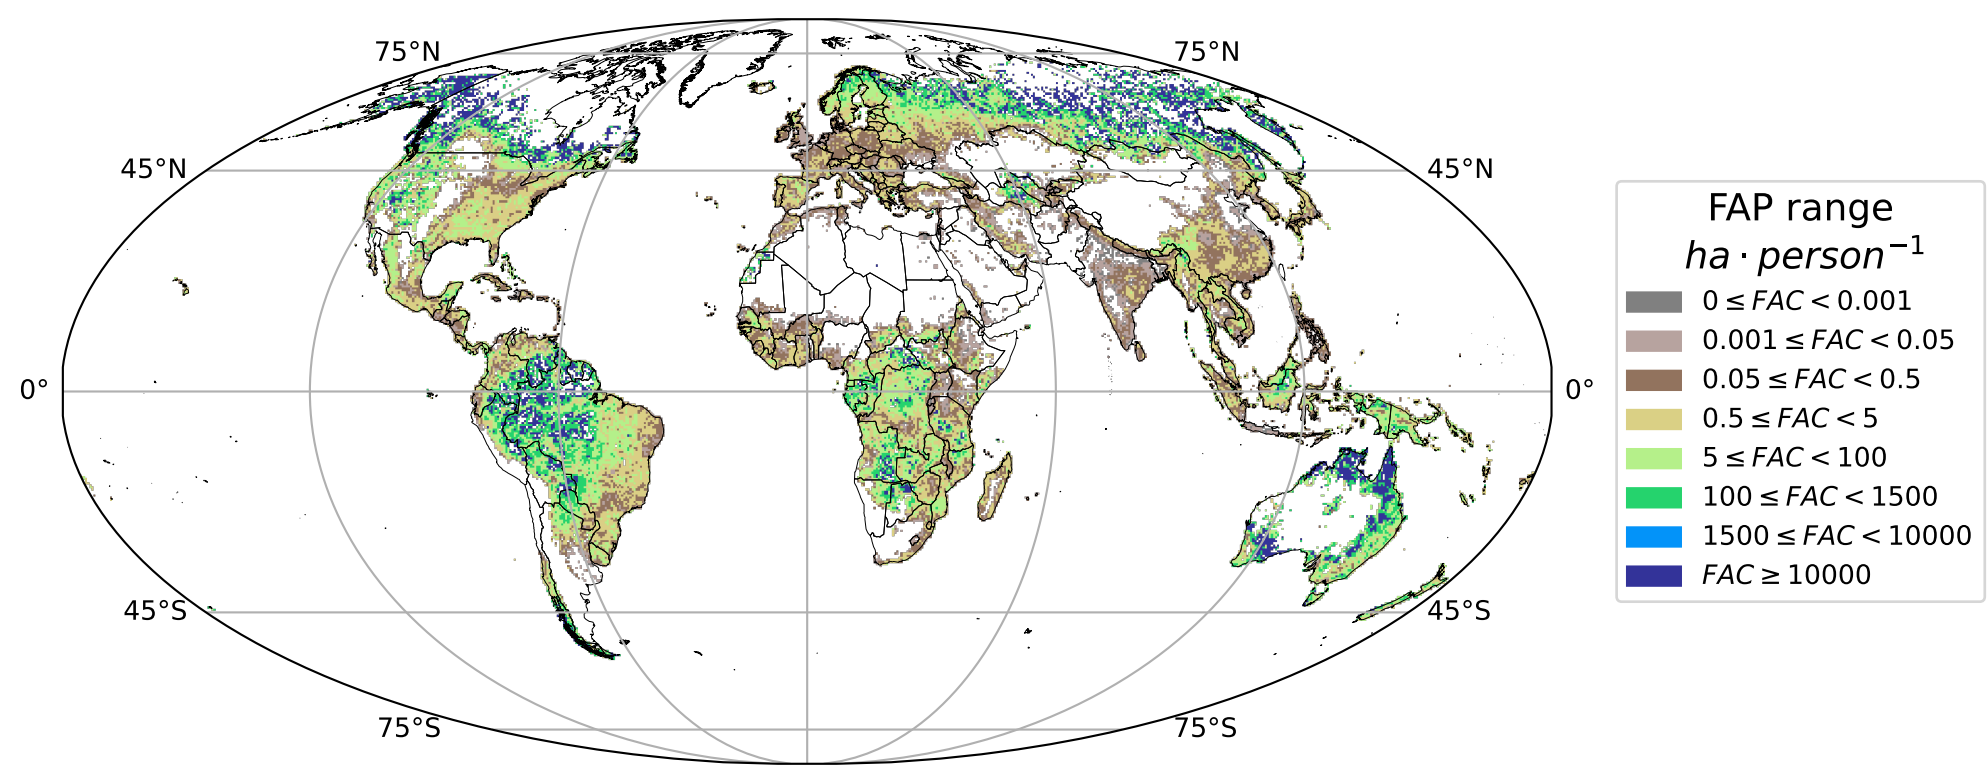 75°N 75°N
45°N 45°N
0° 0°
45°S 45°S
75°S 75°S
FAP range
ha · person⁻¹
0 ≤ FAC < 0.001
0.001 ≤ FAC < 0.05
0.05 ≤ FAC < 0.5
0.5 ≤ FAC < 5
5 ≤ FAC < 100
100 ≤ FAC < 1500
1500 ≤ FAC < 10000
FAC ≥ 10000